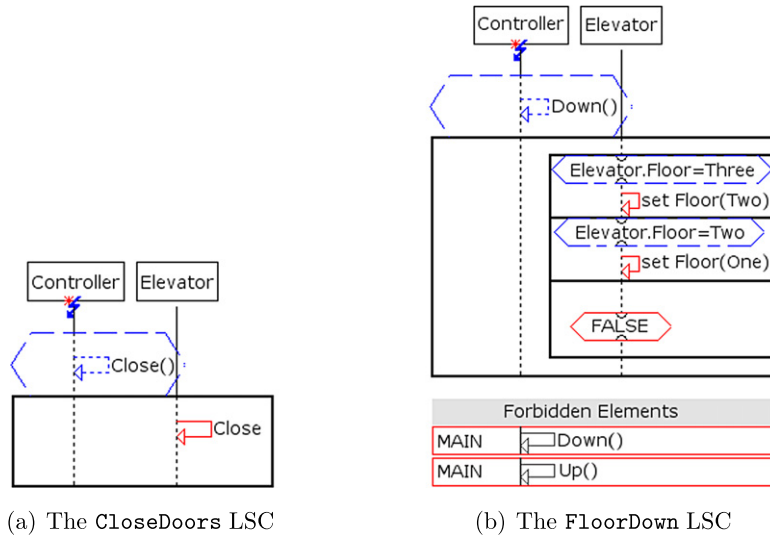 Controller Elevator
Close()
Close
(a) The CloseDoors LSC
Controller Elevator
Down()
Elevator.Floor=Three
set Floor(Two)
Elevator.Floor=Two
set Floor(One)
FALSE
Forbidden Elements
MAIN Down()
MAIN Up()
(b) The FloorDown LSC